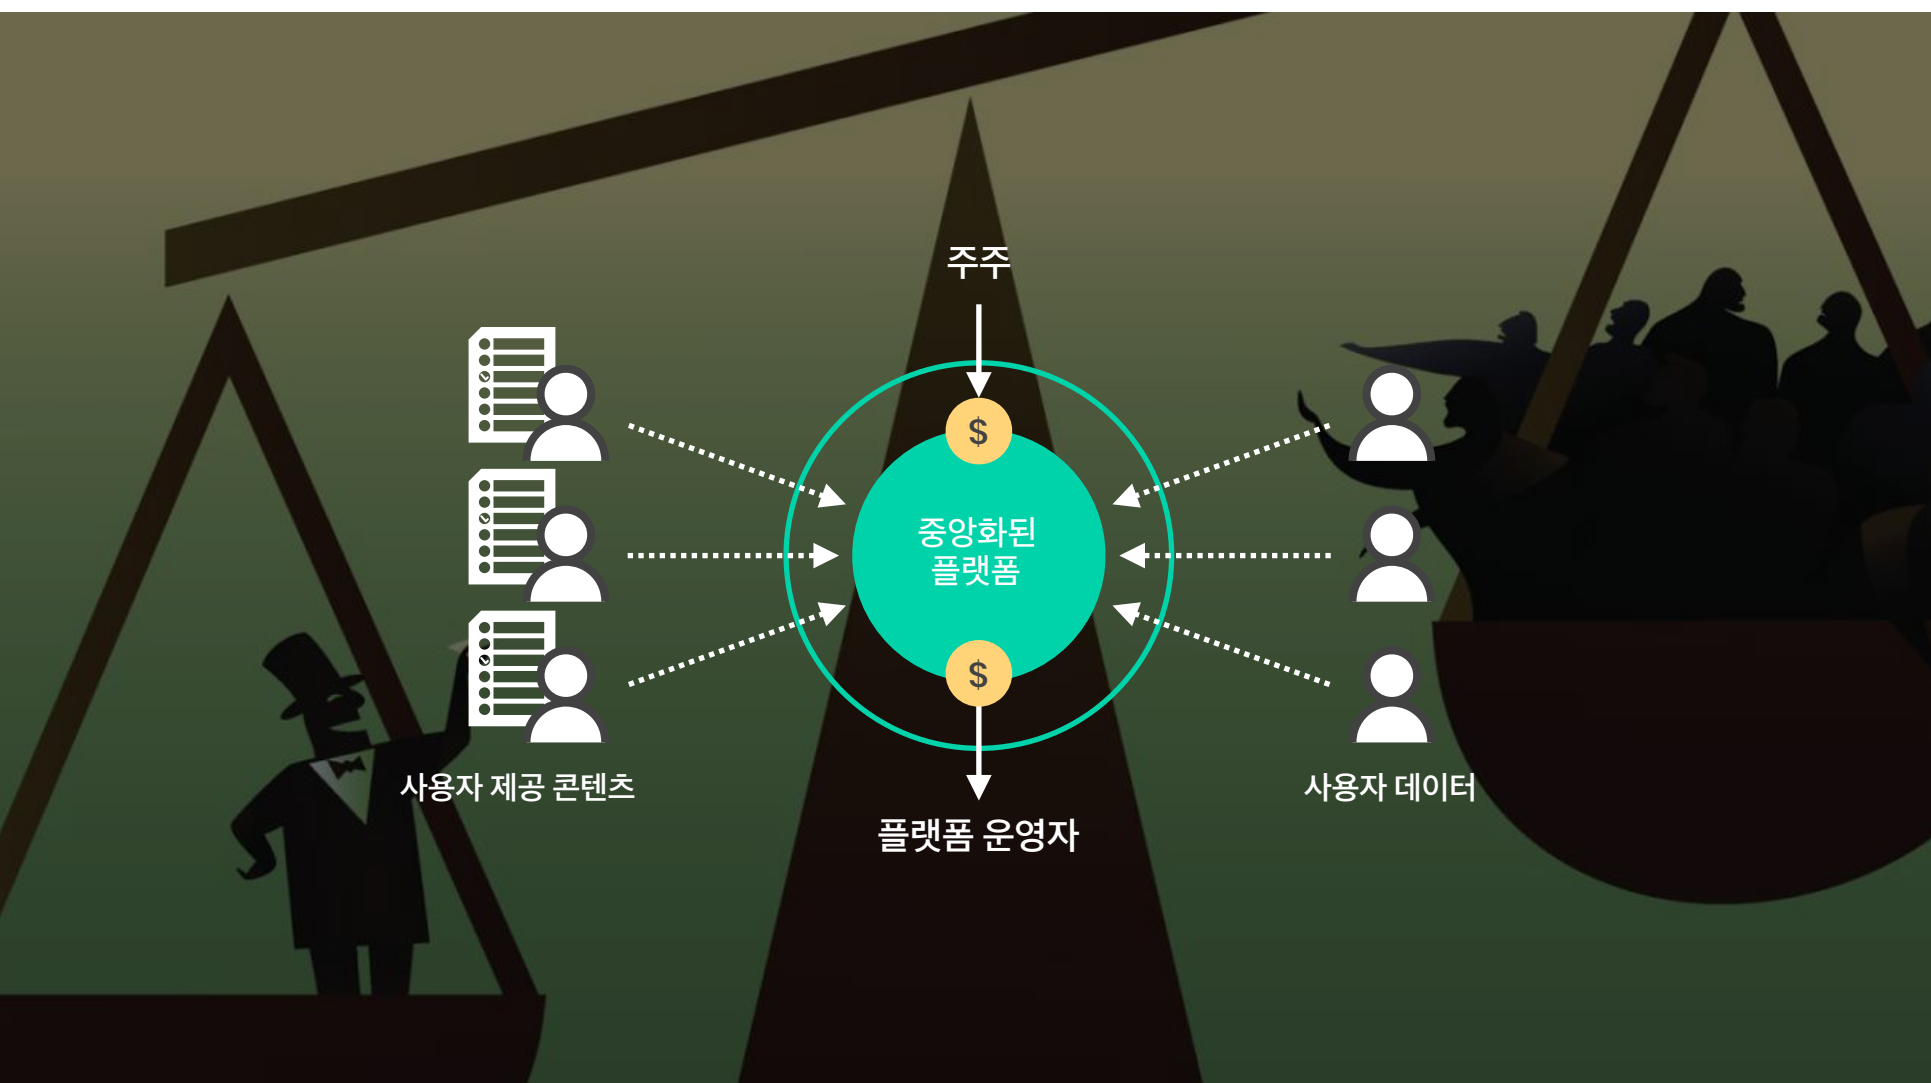 주주
$
중앙화된
플랫폼
$
사용자 제공 콘텐츠
사용자 데이터
플랫폼 운영자